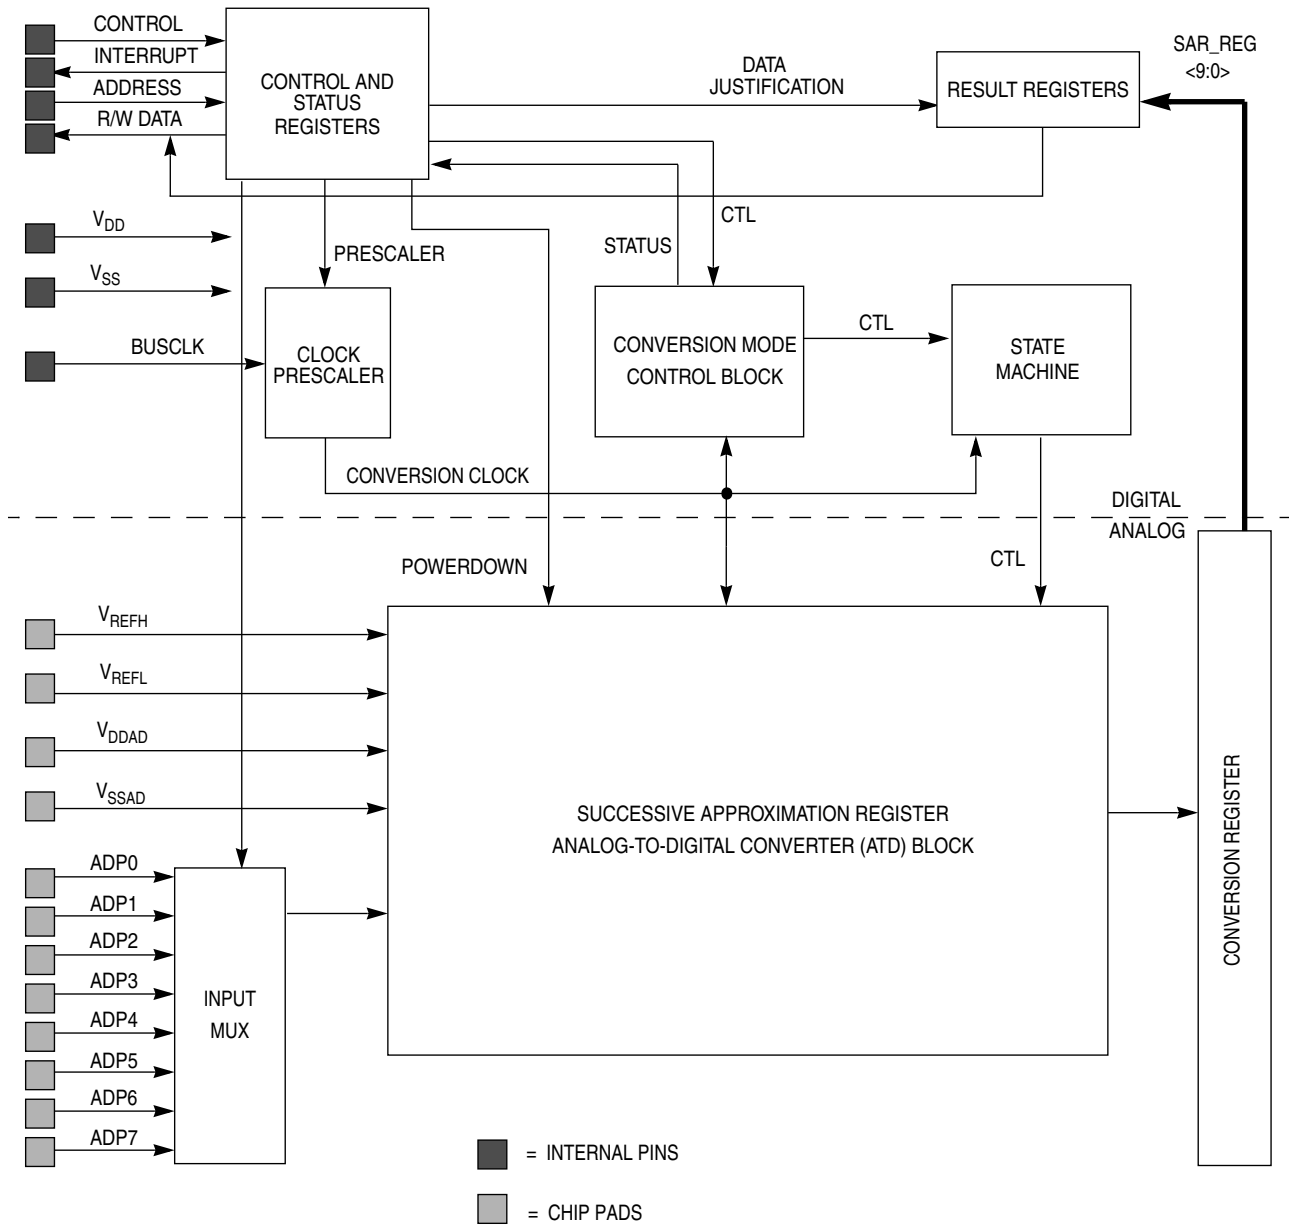 CONTROL
INTERRUPT
ADDRESS
R/W DATA
CONTROL AND
STATUS
REGISTERS
DATA
JUSTIFICATION
RESULT REGISTERS
SAR_REG
<9:0>
VDD
VSS
BUSCLK
PRESCALER
CLOCK
PRESCALER
STATUS
CTL
CONVERSION MODE
CONTROL BLOCK
CTL
STATE
MACHINE
CONVERSION CLOCK
DIGITAL
ANALOG
POWERDOWN
CTL
VREFH
VREFL
VDDAD
VSSAD
SUCCESSIVE APPROXIMATION REGISTER
ANALOG-TO-DIGITAL CONVERTER (ATD) BLOCK
CONVERSION REGISTER
ADP0
ADP1
ADP2
ADP3
ADP4
ADP5
ADP6
ADP7
INPUT
MUX
= INTERNAL PINS
= CHIP PADS